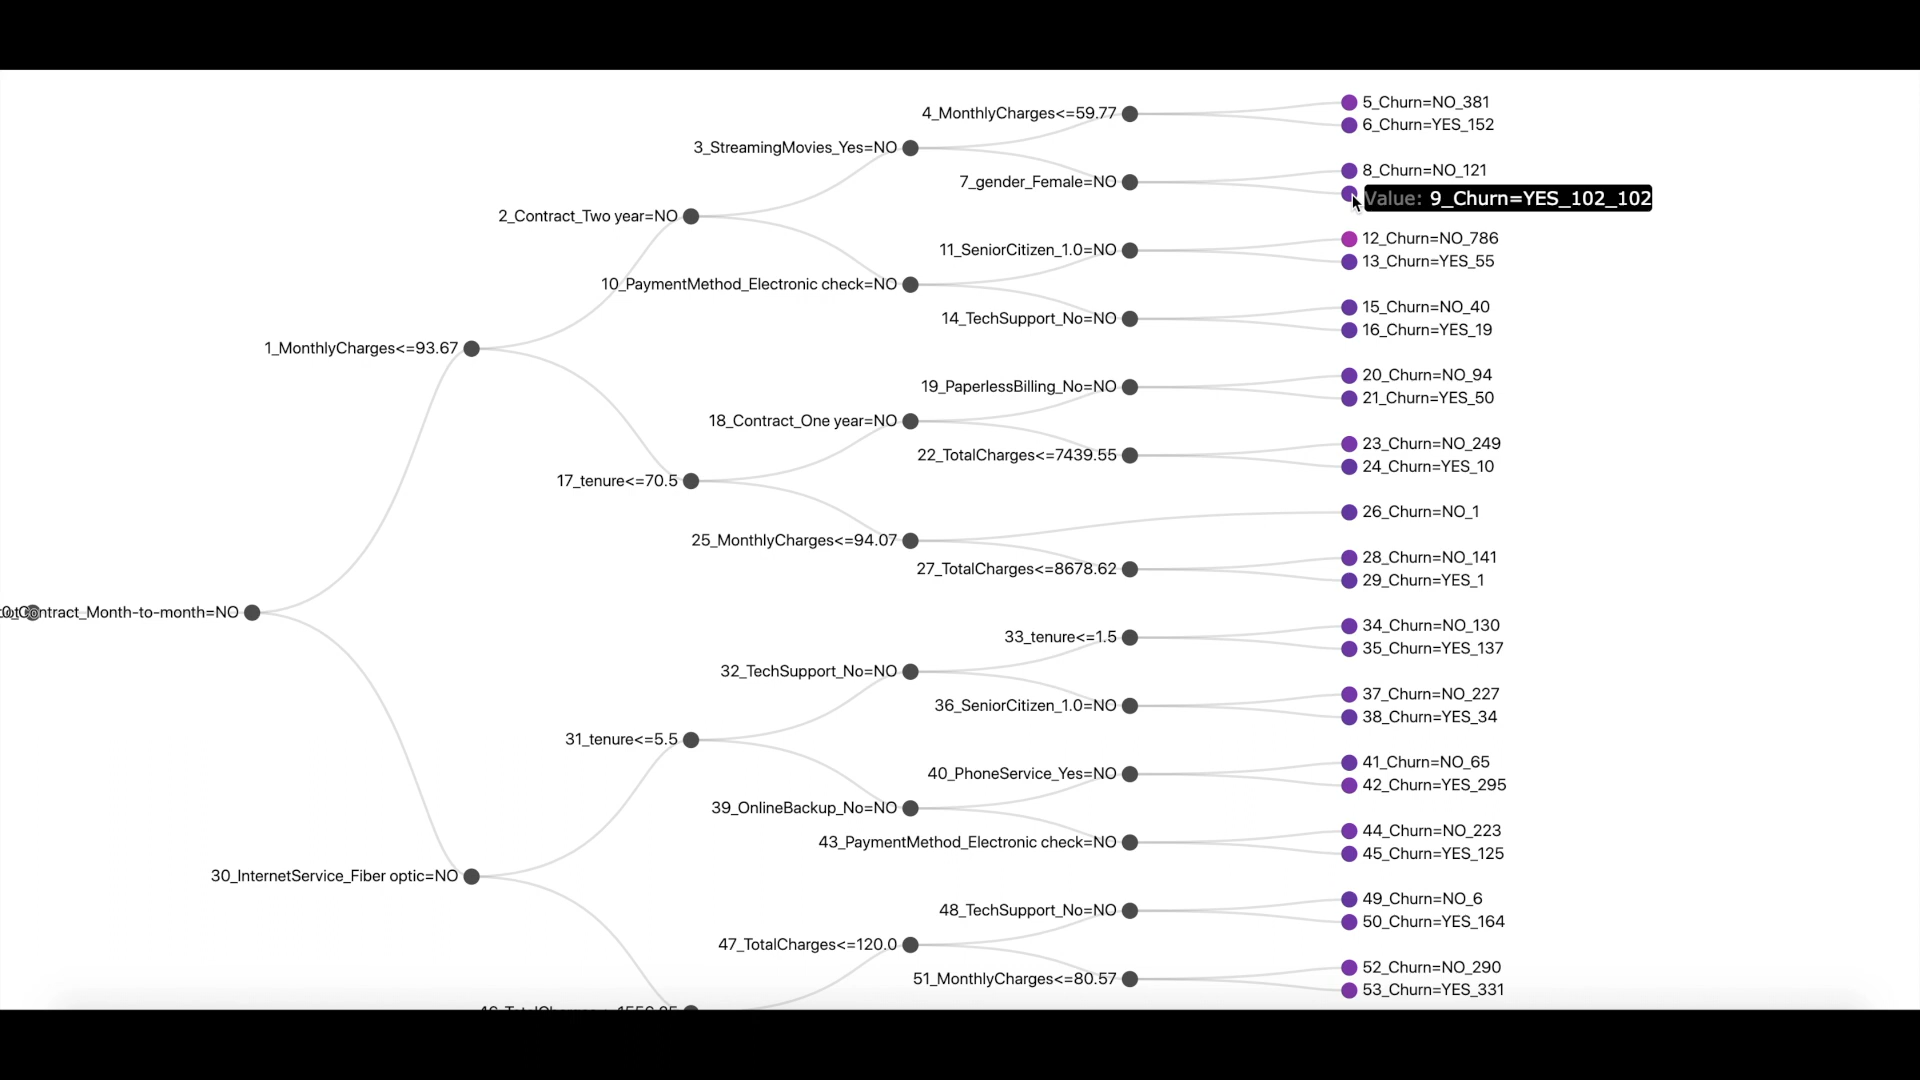 5_Churn=NO_381
4_MonthlyCharges<=59.77
6_Churn=YES_152
3_StreamingMovies_Yes=NO
8_Churn=NO_121
7_gender_Female=NO
Value: 9_Churn=YES_102_102
2_Contract_Two year=NO
12_Churn=NO_786
11_SeniorCitizen_1.0=NO
13_Churn=YES_55
10_PaymentMethod_Electronic check=NO
15_Churn=NO_40
14_TechSupport_No=NO
16_Churn=YES_19
1_MonthlyCharges<=93.67
20_Churn=NO_94
19_PaperlessBilling_No=NO
21_Churn=YES_50
18_Contract_One year=NO
23_Churn=NO_249
22_TotalCharges<=7439.55
24_Churn=YES_10
17_tenure<=70.5
26_Churn=NO_1
25_MonthlyCharges<=94.07
28_Churn=NO_141
27_TotalCharges<=8678.62
29_Churn=YES_1
0_Contract_Month-to-month=NO
34_Churn=NO_130
33_tenure<=1.5
35_Churn=YES_137
32_TechSupport_No=NO
37_Churn=NO_227
36_SeniorCitizen_1.0=NO
38_Churn=YES_34
31_tenure<=5.5
41_Churn=NO_65
40_PhoneService_Yes=NO
42_Churn=YES_295
39_OnlineBackup_No=NO
44_Churn=NO_223
43_PaymentMethod_Electronic check=NO
45_Churn=YES_125
30_InternetService_Fiber optic=NO
49_Churn=NO_6
48_TechSupport_No=NO
50_Churn=YES_164
47_TotalCharges<=120.0
52_Churn=NO_290
51_MonthlyCharges<=80.57
53_Churn=YES_331